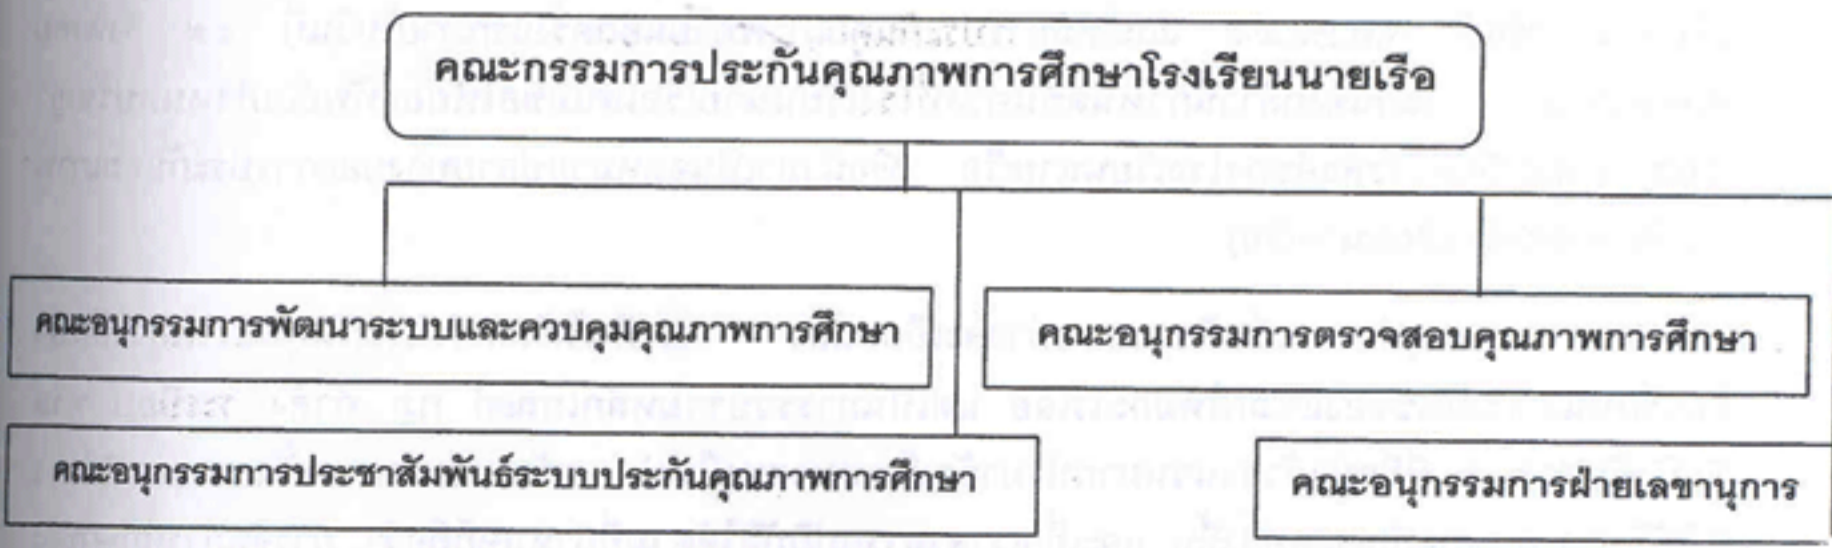 คณะกรรมการประกันคุณภาพการศึกษาโรงเรียนนายเรือ
คณะอนุกรรมการพัฒนาระบบและควบคุมคุณภาพการศึกษา
คณะอนุกรรมการตรวจสอบคุณภาพการศึกษา
คณะอนุกรรมการประชาสัมพันธ์ระบบประกันคุณภาพการศึกษา
คณะอนุกรรมการฝ่ายเลขานุการ